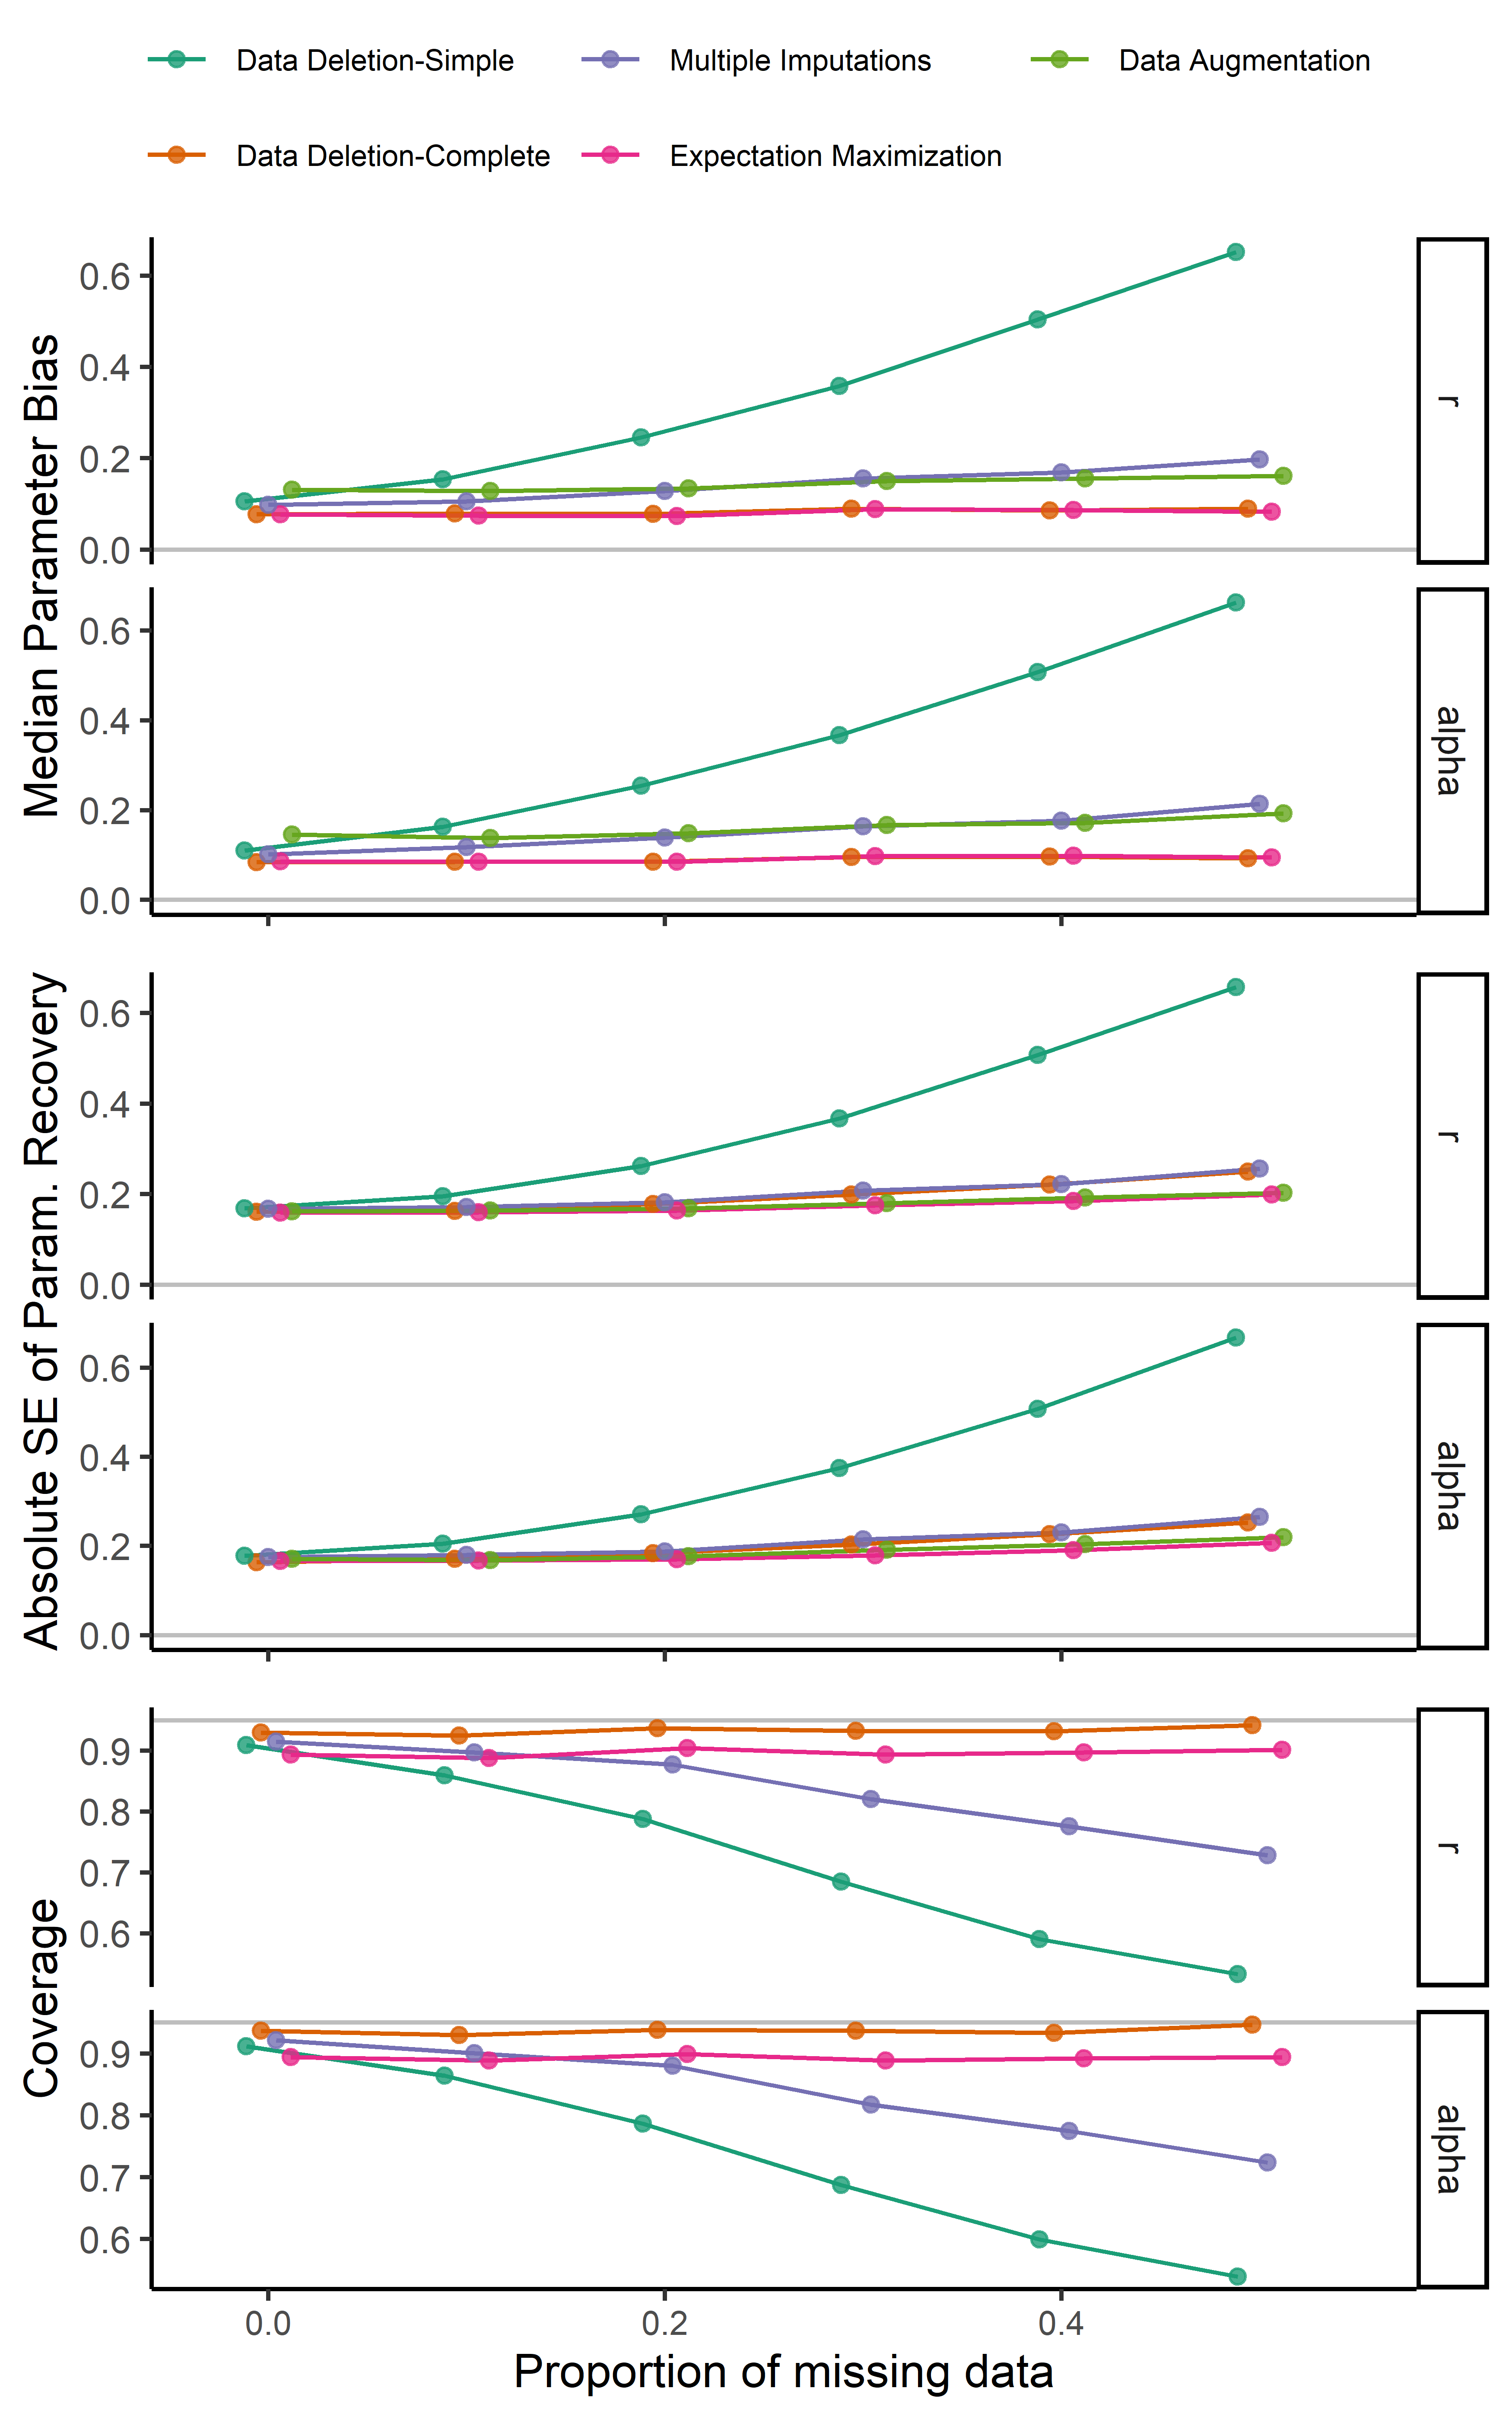 Data Deletion-Simple
Multiple Imputations
Data Augmentation
Data Deletion-Complete
Expectation Maximization
Median Parameter Bias
0.6
0.4
0.2
0.0
r
0.6
0.4
0.2
0.0
alpha
Absolute SE of Param. Recovery
0.6
0.4
0.2
0.0
r
0.6
0.4
0.2
0.0
alpha
Coverage
0.9
0.8
0.7
0.6
r
0.9
0.8
0.7
0.6
alpha
0.0
0.2
0.4
Proportion of missing data